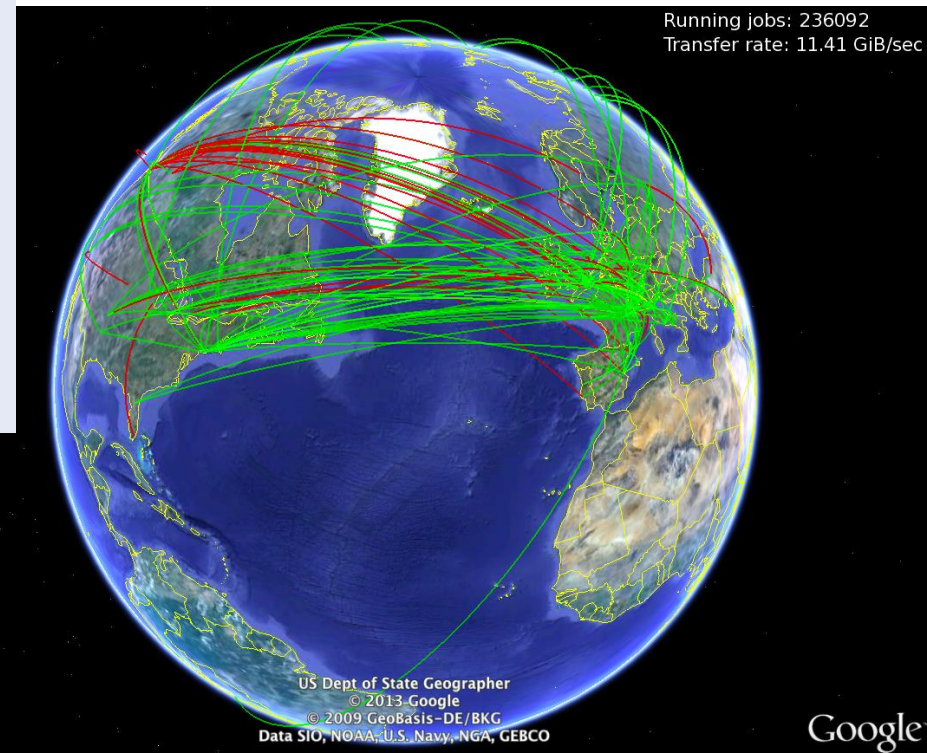 Running jobs: 236092
Transfer rate: 11.41 GiB/sec
US Dept of State Geographer
© 2013 Google
© 2009 GeoBasis-DE/BKG
Data SIO, NOAA, U.S. Navy, NGA, GEBCO
Google